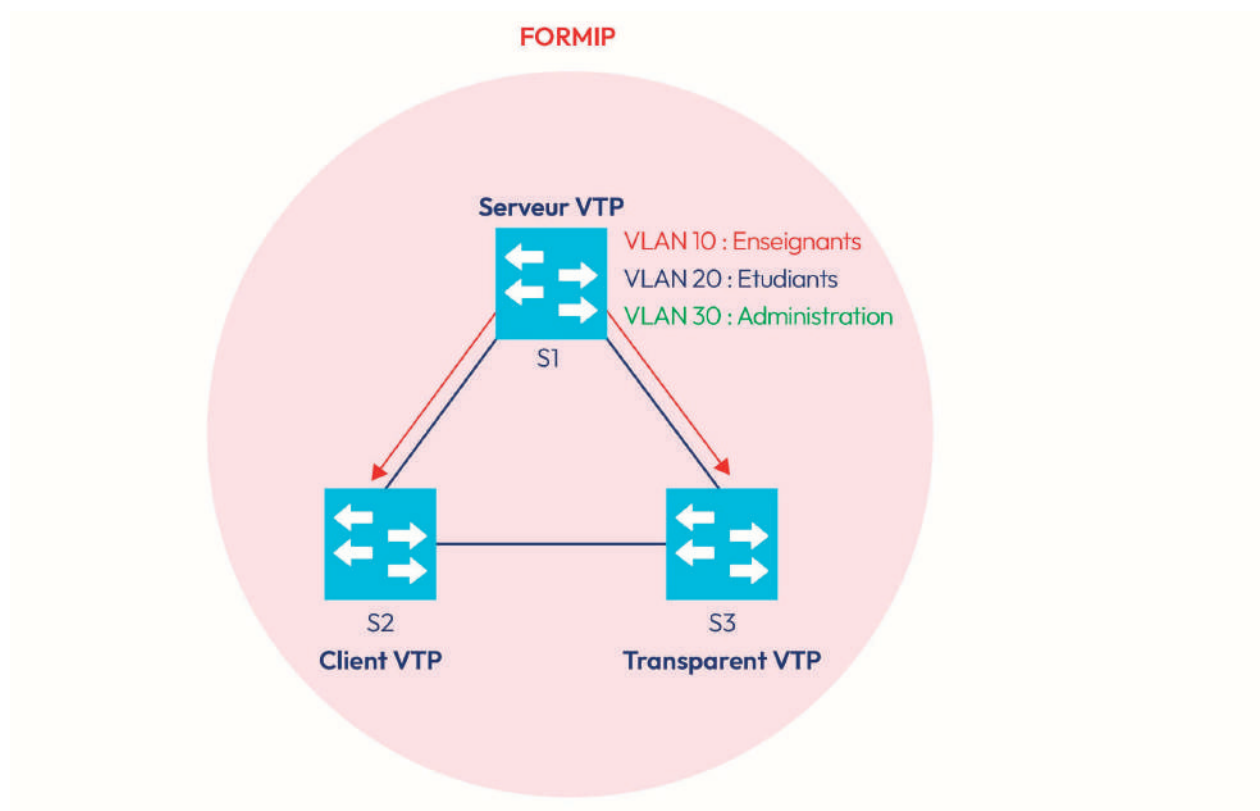 FORMIP
Serveur VTP
VLAN 10 : Enseignants
VLAN 20 : Etudiants
VLAN 30 : Administration
S1
S2
Client VTP
S3
Transparent VTP